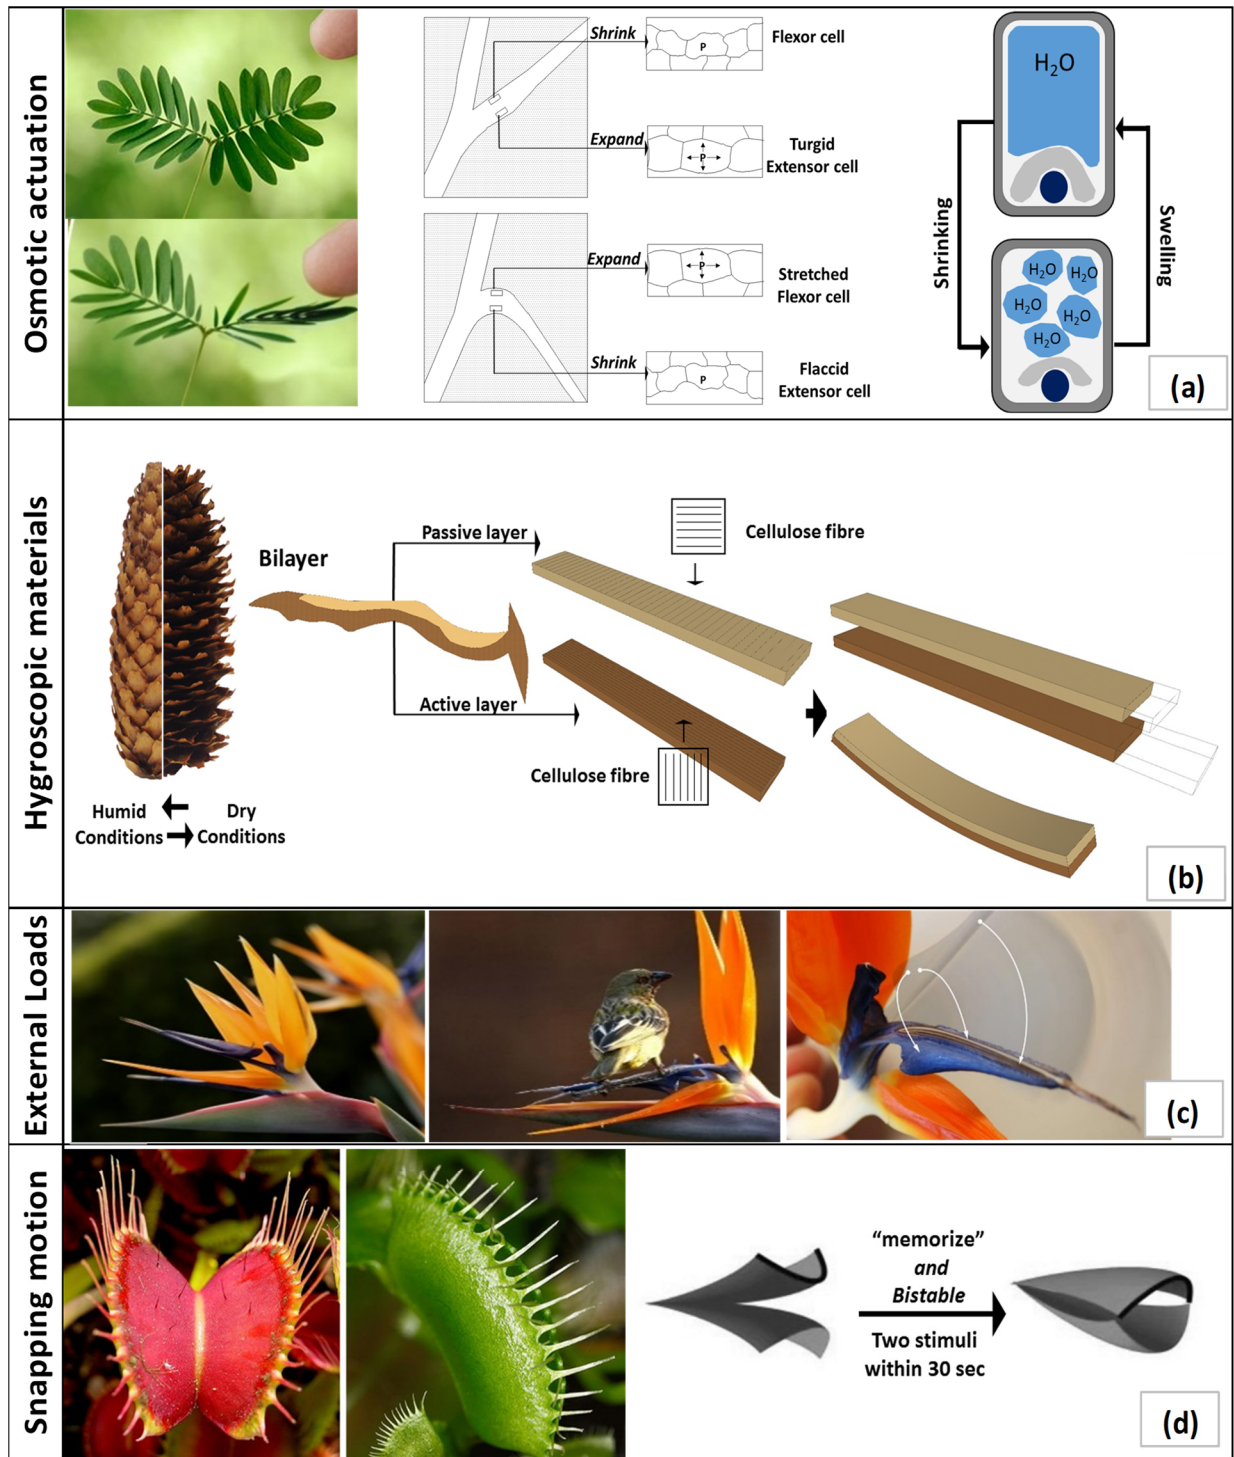 Osmotic actuation
Shrink
P
Flexor cell
Expand
P
Turgid
Extensor cell
Expand
P
Stretched
Flexor cell
Shrink
P
Flaccid
Extensor cell
H₂O
Shrinking
Swelling
H₂O
H₂O
H₂O
H₂O
H₂O
(a)
Hygroscopic materials
Humid
Conditions
Dry
Conditions
Bilayer
Passive layer
Cellulose fibre
Active layer
Cellulose fibre
(b)
External Loads
(c)
Snapping motion
“memorize”
and
Bistable
Two stimuli
within 30 sec
(d)